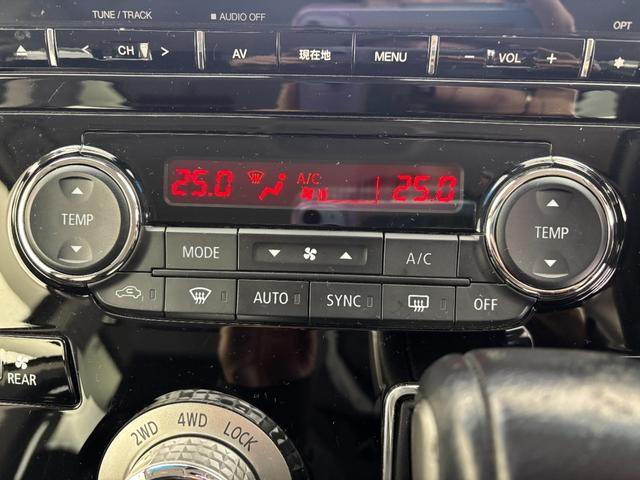 TUNE / TRACK
AUDIO OFF
OPT
< CH >
AV
現在地
MENU
− VOL +
25.0
A/C
25.0
TEMP
MODE
A/C
TEMP
AUTO
SYNC
OFF
REAR
2WD 4WD LOCK